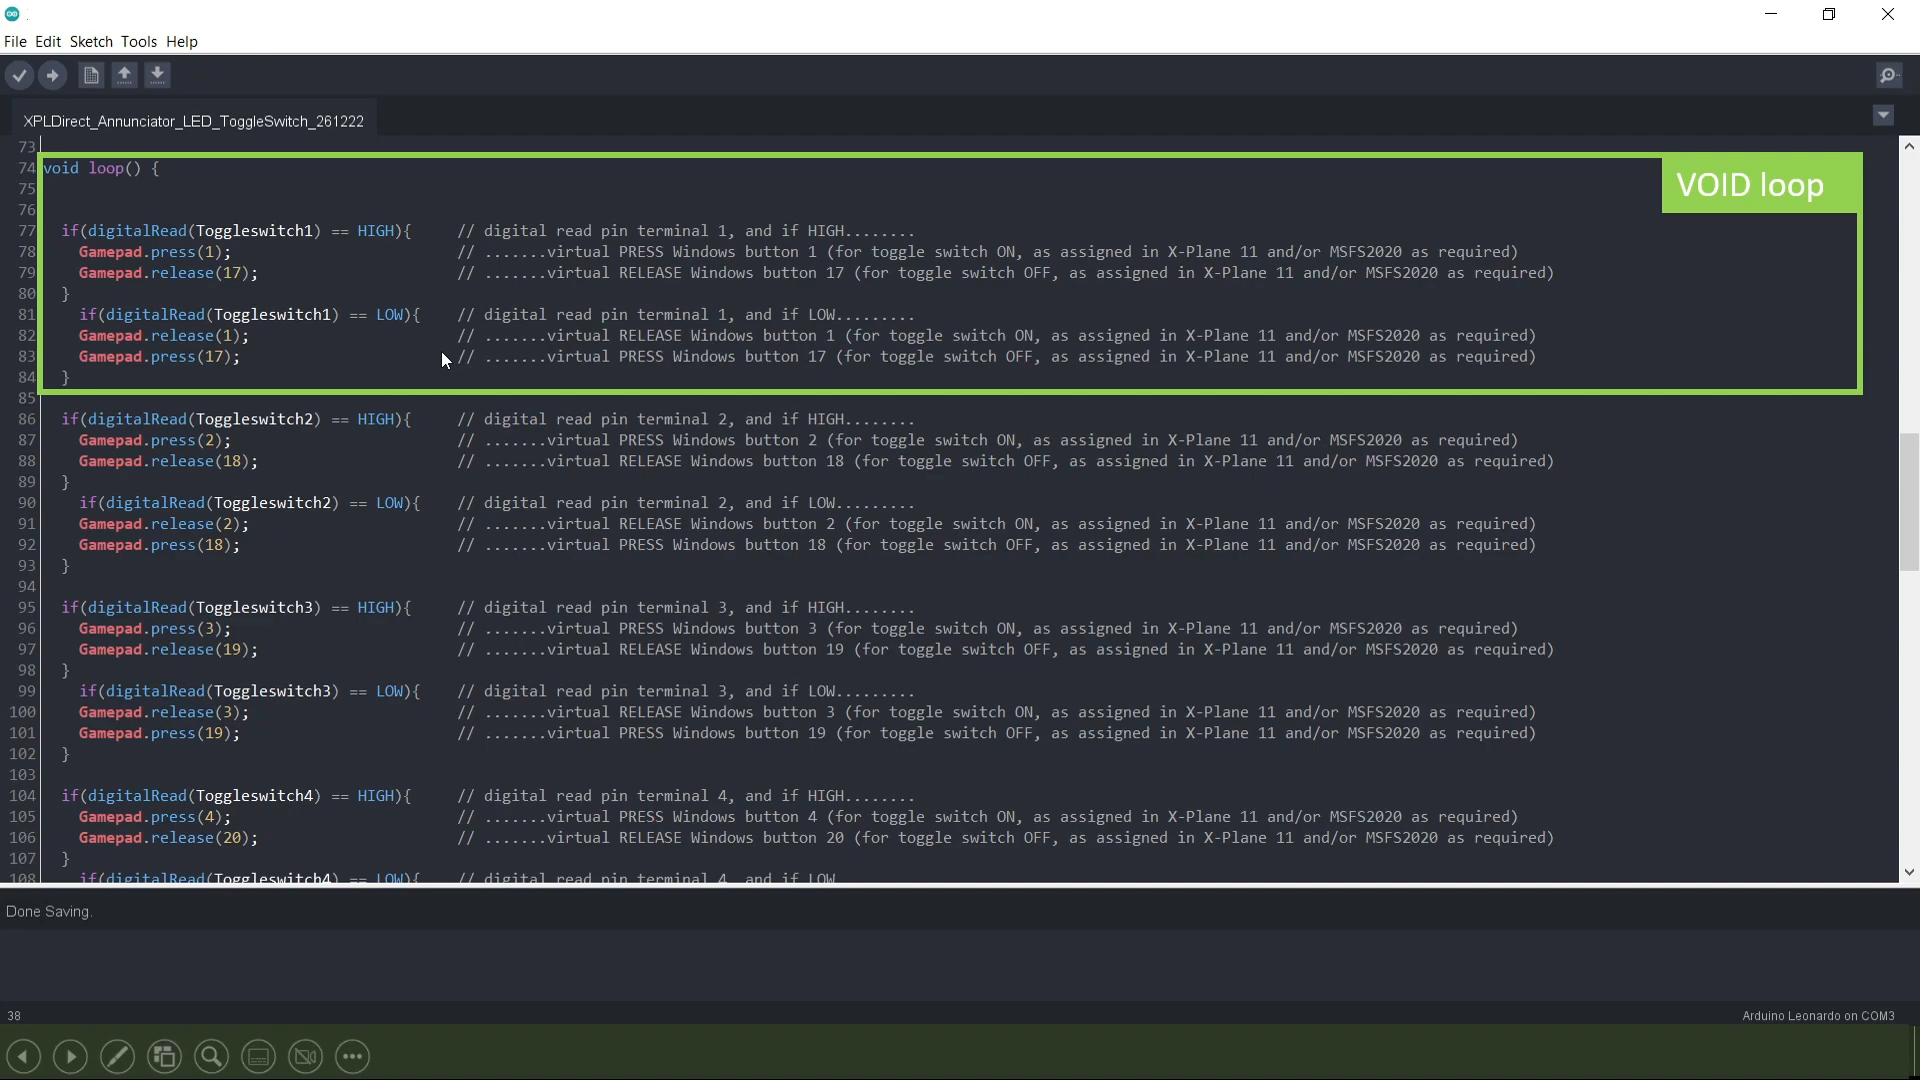 File Edit Sketch Tools Help
XPLDirect_Annunciator_LED_ToggleSwitch_261222
73
74 void loop() {
VOID loop
75
76
77 if(digitalRead(Toggleswitch1) == HIGH){ // digital read pin terminal 1, and if HIGH........
78 Gamepad.press(1); // .......virtual PRESS Windows button 1 (for toggle switch ON, as assigned in X-Plane 11 and/or MSFS2020 as required)
79 Gamepad.release(17); // .......virtual RELEASE Windows button 17 (for toggle switch OFF, as assigned in X-Plane 11 and/or MSFS2020 as required)
80 }
81 if(digitalRead(Toggleswitch1) == LOW){ // digital read pin terminal 1, and if LOW.........
82 Gamepad.release(1); // .......virtual RELEASE Windows button 1 (for toggle switch ON, as assigned in X-Plane 11 and/or MSFS2020 as required)
83 Gamepad.press(17); // .......virtual PRESS Windows button 17 (for toggle switch OFF, as assigned in X-Plane 11 and/or MSFS2020 as required)
84 }
85
86 if(digitalRead(Toggleswitch2) == HIGH){ // digital read pin terminal 2, and if HIGH........
87 Gamepad.press(2); // .......virtual PRESS Windows button 2 (for toggle switch ON, as assigned in X-Plane 11 and/or MSFS2020 as required)
88 Gamepad.release(18); // .......virtual RELEASE Windows button 18 (for toggle switch OFF, as assigned in X-Plane 11 and/or MSFS2020 as required)
89 }
90 if(digitalRead(Toggleswitch2) == LOW){ // digital read pin terminal 2, and if LOW.........
91 Gamepad.release(2); // .......virtual RELEASE Windows button 2 (for toggle switch ON, as assigned in X-Plane 11 and/or MSFS2020 as required)
92 Gamepad.press(18); // .......virtual PRESS Windows button 18 (for toggle switch OFF, as assigned in X-Plane 11 and/or MSFS2020 as required)
93 }
94
95 if(digitalRead(Toggleswitch3) == HIGH){ // digital read pin terminal 3, and if HIGH........
96 Gamepad.press(3); // .......virtual PRESS Windows button 3 (for toggle switch ON, as assigned in X-Plane 11 and/or MSFS2020 as required)
97 Gamepad.release(19); // .......virtual RELEASE Windows button 19 (for toggle switch OFF, as assigned in X-Plane 11 and/or MSFS2020 as required)
98 }
99 if(digitalRead(Toggleswitch3) == LOW){ // digital read pin terminal 3, and if LOW.........
100 Gamepad.release(3); // .......virtual RELEASE Windows button 3 (for toggle switch ON, as assigned in X-Plane 11 and/or MSFS2020 as required)
101 Gamepad.press(19); // .......virtual PRESS Windows button 19 (for toggle switch OFF, as assigned in X-Plane 11 and/or MSFS2020 as required)
102 }
103
104 if(digitalRead(Toggleswitch4) == HIGH){ // digital read pin terminal 4, and if HIGH........
105 Gamepad.press(4); // .......virtual PRESS Windows button 4 (for toggle switch ON, as assigned in X-Plane 11 and/or MSFS2020 as required)
106 Gamepad.release(20); // .......virtual RELEASE Windows button 20 (for toggle switch OFF, as assigned in X-Plane 11 and/or MSFS2020 as required)
107 }
108 if(digitalRead(Toggleswitch4) == LOW){ // digital read pin terminal 4, and if LOW
Done Saving.
38
Arduino Leonardo on COM3